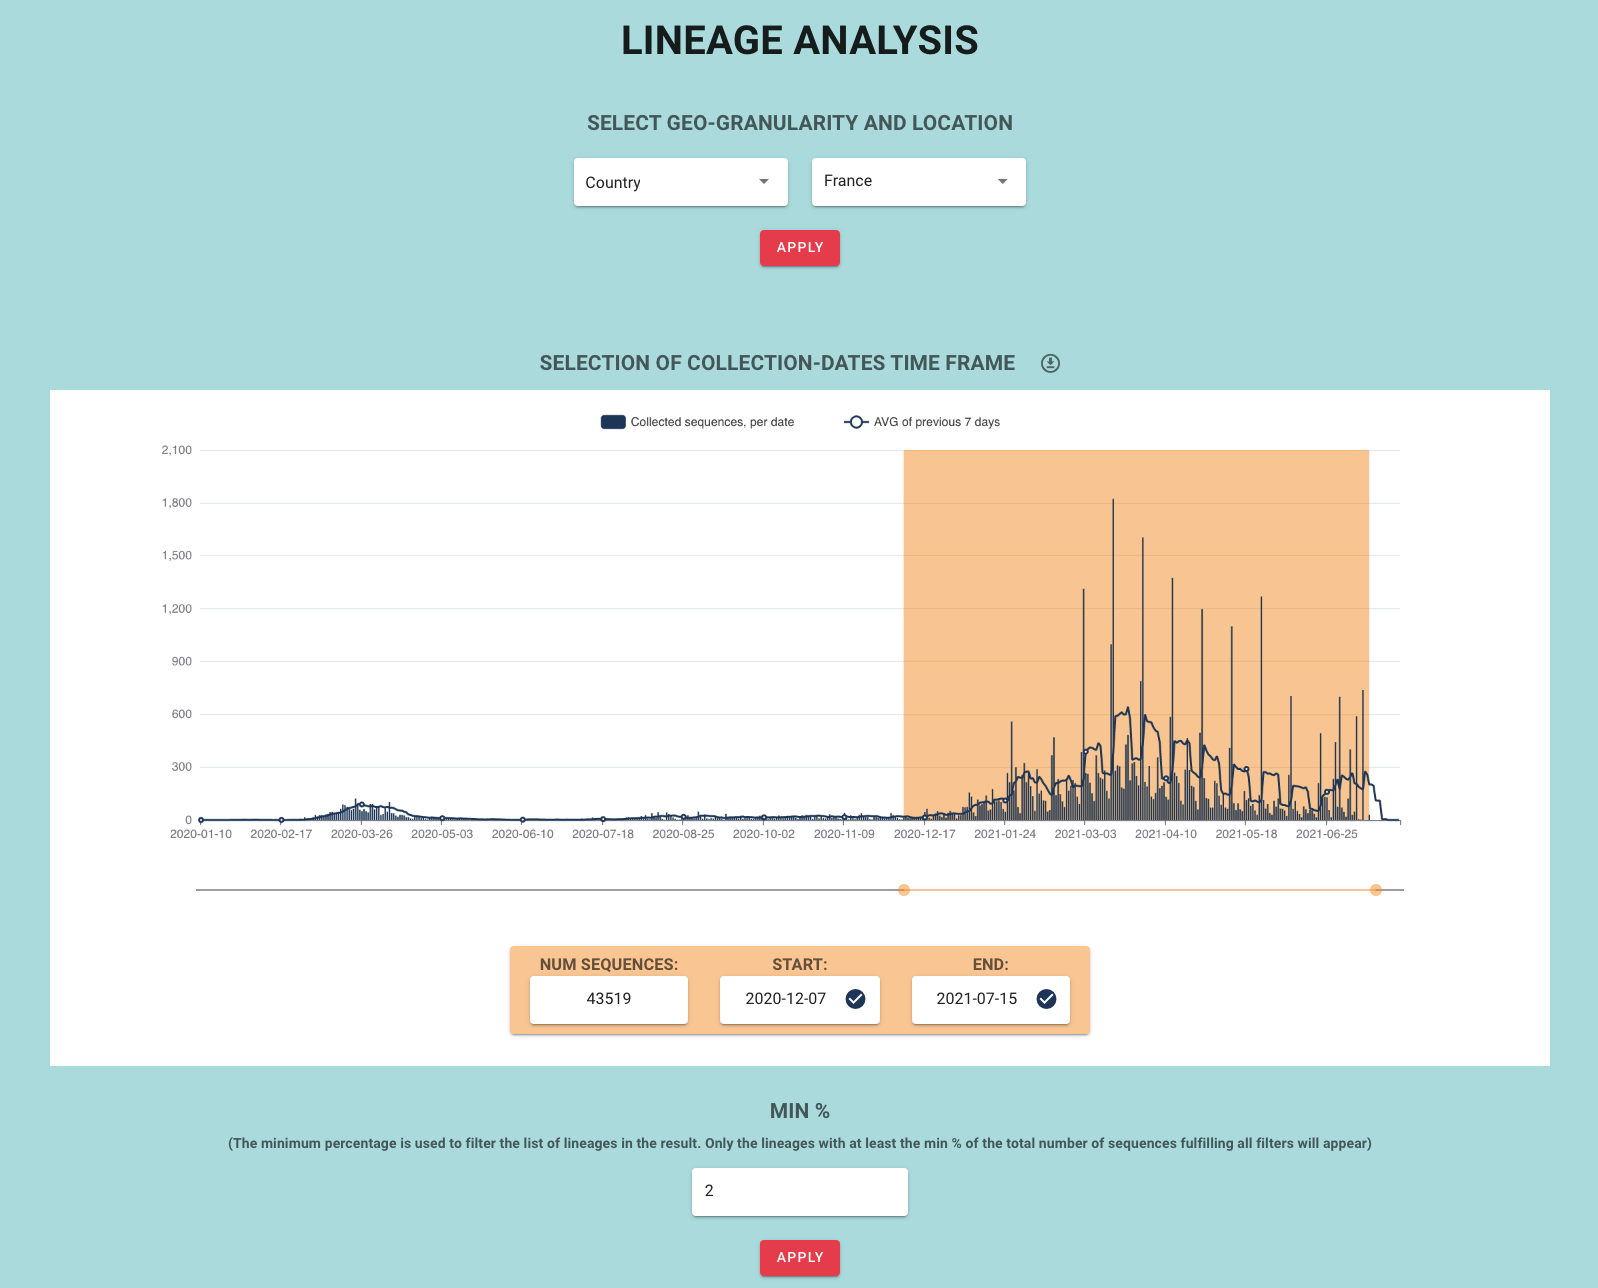 LINEAGE ANALYSIS
SELECT GEO-GRANULARITY AND LOCATION
Country France
APPLY
SELECTION OF COLLECTION-DATES TIME FRAME
Collected sequences, per date AVG of previous 7 days
2,100
1,800
1,500
1,200
900
600
300
0
2020-01-10 2020-02-17 2020-03-26 2020-05-03 2020-06-10 2020-07-18 2020-08-25 2020-10-02 2020-11-09 2020-12-17 2021-01-24 2021-03-03 2021-04-10 2021-05-18 2021-06-25
NUM SEQUENCES: START: END:
43519 2020-12-07 2021-07-15
MIN %
(The minimum percentage is used to filter the list of lineages in the result. Only the lineages with at least the min % of the total number of sequences fulfilling all filters will appear)
2
APPLY